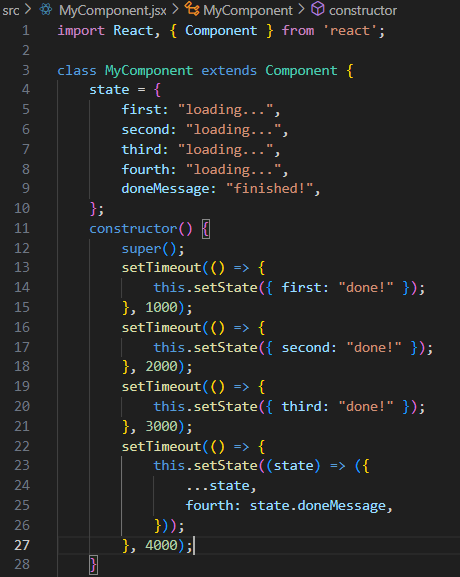 src > MyComponent.jsx > MyComponent > constructor
1 import React, { Component } from 'react';
2
3 class MyComponent extends Component {
4     state = {
5         first: "loading...",
6         second: "loading...",
7         third: "loading...",
8         fourth: "loading...",
9         doneMessage: "finished!",
10     };
11     constructor() {
12         super();
13         setTimeout(() => {
14             this.setState({ first: "done!" });
15         }, 1000);
16         setTimeout(() => {
17             this.setState({ second: "done!" });
18         }, 2000);
19         setTimeout(() => {
20             this.setState({ third: "done!" });
21         }, 3000);
22         setTimeout(() => {
23             this.setState((state) => ({
24                 ...state,
25                 fourth: state.doneMessage,
26             }));
27         }, 4000);
28     }